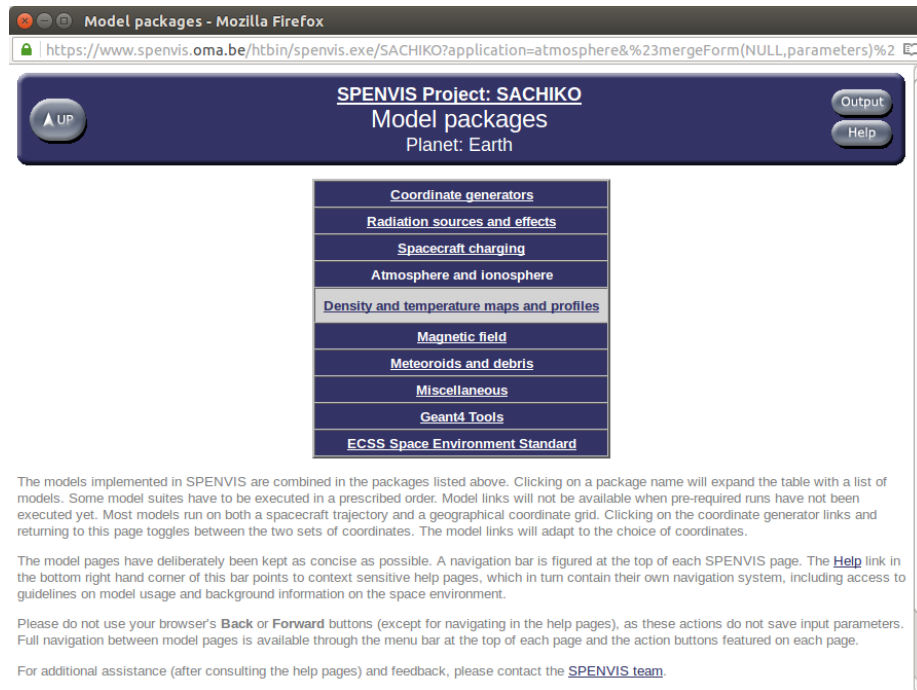 Model packages - Mozilla Firefox
https://www.spenvis.oma.be/htbin/spenvis.exe/SACHIKO?application=atmosphere&%23mergeForm(NULL,parameters)%2
UP
SPENVIS Project: SACHIKO
Model packages
Planet: Earth
Output
Help
Coordinate generators
Radiation sources and effects
Spacecraft charging
Atmosphere and ionosphere
Density and temperature maps and profiles
Magnetic field
Meteoroids and debris
Miscellaneous
Geant4 Tools
ECSS Space Environment Standard
The models implemented in SPENVIS are combined in the packages listed above. Clicking on a package name will expand the table with a list of
models. Some model suites have to be executed in a prescribed order. Model links will not be available when pre-required runs have not been
executed yet. Most models run on both a spacecraft trajectory and a geographical coordinate grid. Clicking on the coordinate generator links and
returning to this page toggles between the two sets of coordinates. The model links will adapt to the choice of coordinates.
The model pages have deliberately been kept as concise as possible. A navigation bar is figured at the top of each SPENVIS page. The Help link in
the bottom right hand corner of this bar points to context sensitive help pages, which in turn contain their own navigation system, including access to
guidelines on model usage and background information on the space environment.
Please do not use your browser's Back or Forward buttons (except for navigating in the help pages), as these actions do not save input parameters.
Full navigation between model pages is available through the menu bar at the top of each page and the action buttons featured on each page.
For additional assistance (after consulting the help pages) and feedback, please contact the SPENVIS team.